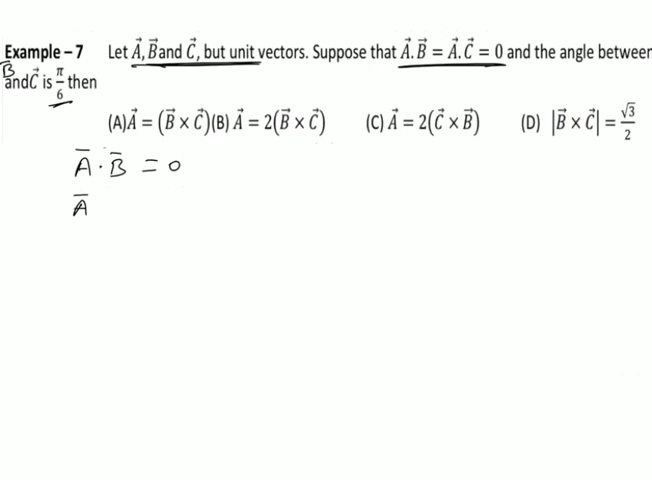 Example – 7 Let A⃗, B⃗ and C⃗, but unit vectors. Suppose that A⃗.B⃗ = A⃗.C⃗ = 0 and the angle between
B̅ andC⃗ is π/6 then
(A)A⃗ = (B⃗ × C⃗)(B) A⃗ = 2(B⃗ × C⃗) (C) A⃗ = 2(C⃗ × B⃗) (D) |B⃗ × C⃗| = √3/2
A̅ . B̅ = 0
A̅